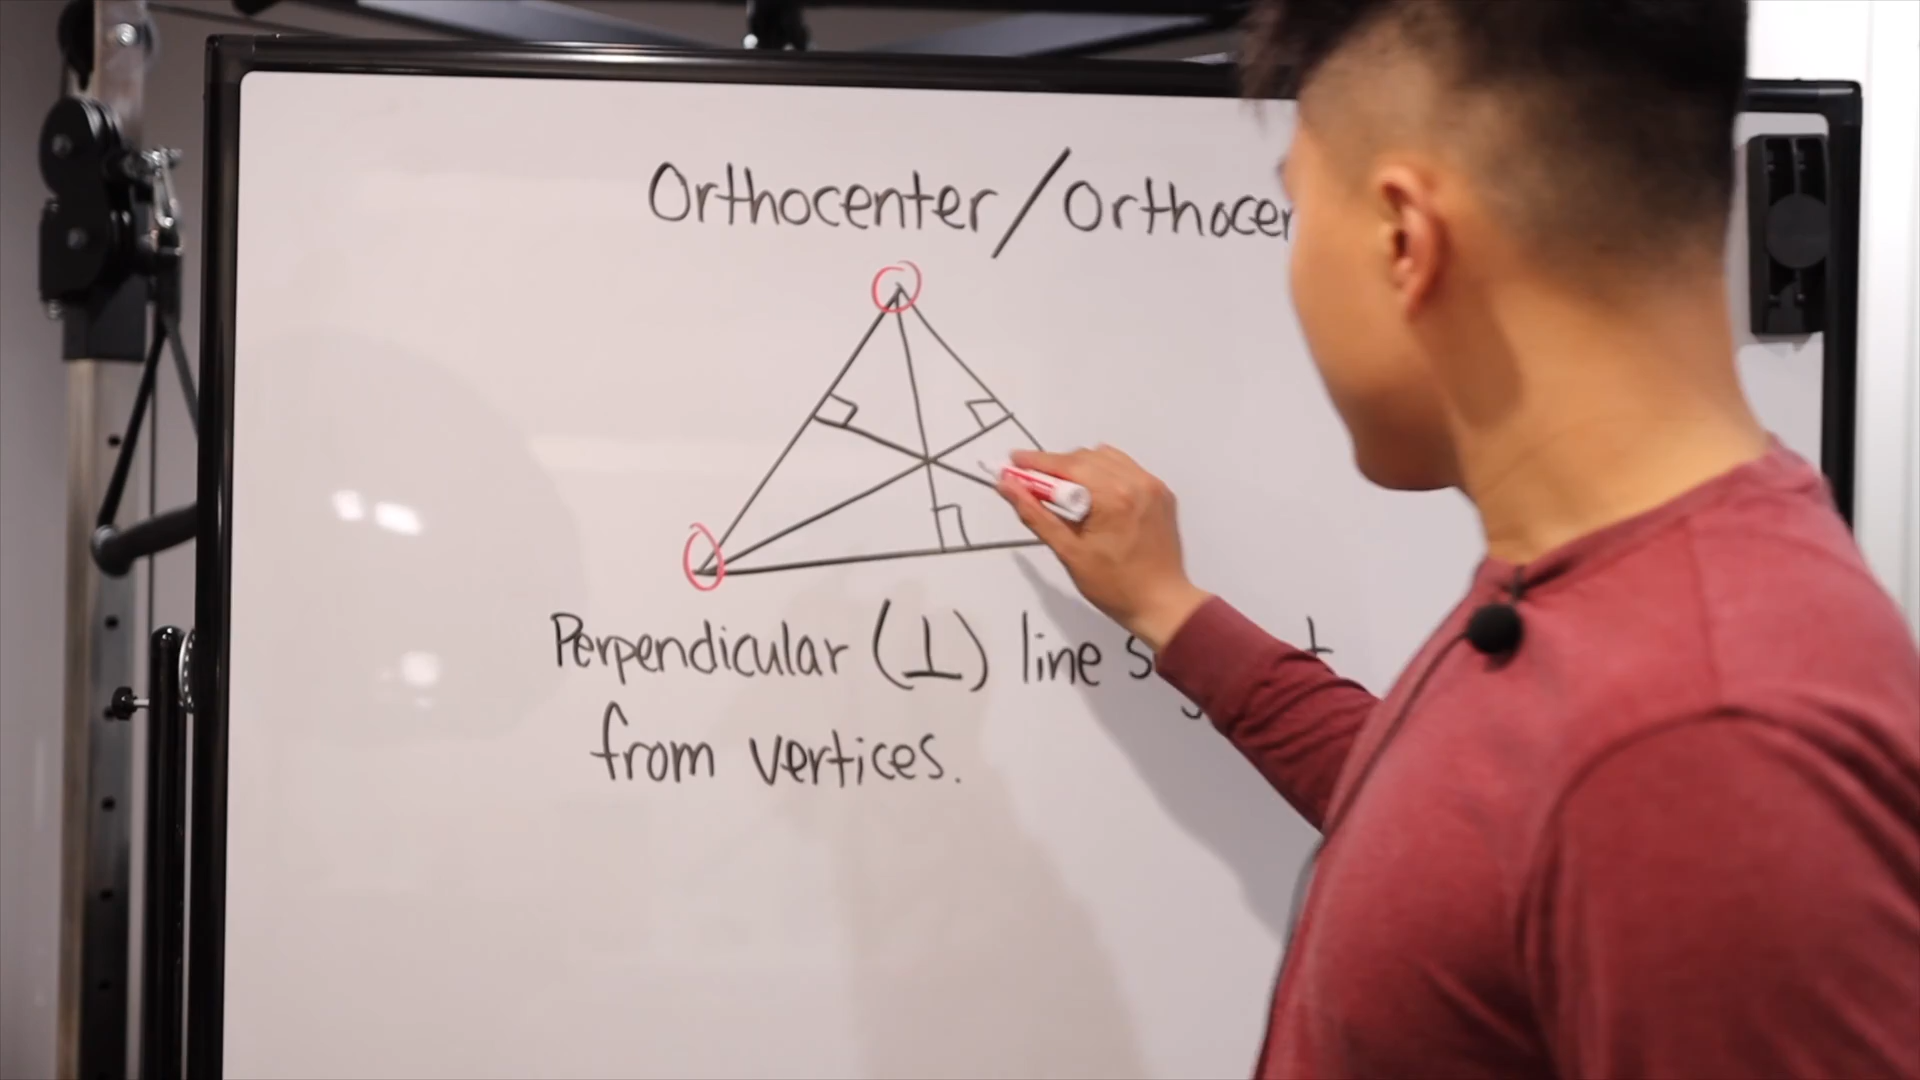 Orthocenter/Orthocen
Perpendicular (⊥) line
from vertices.